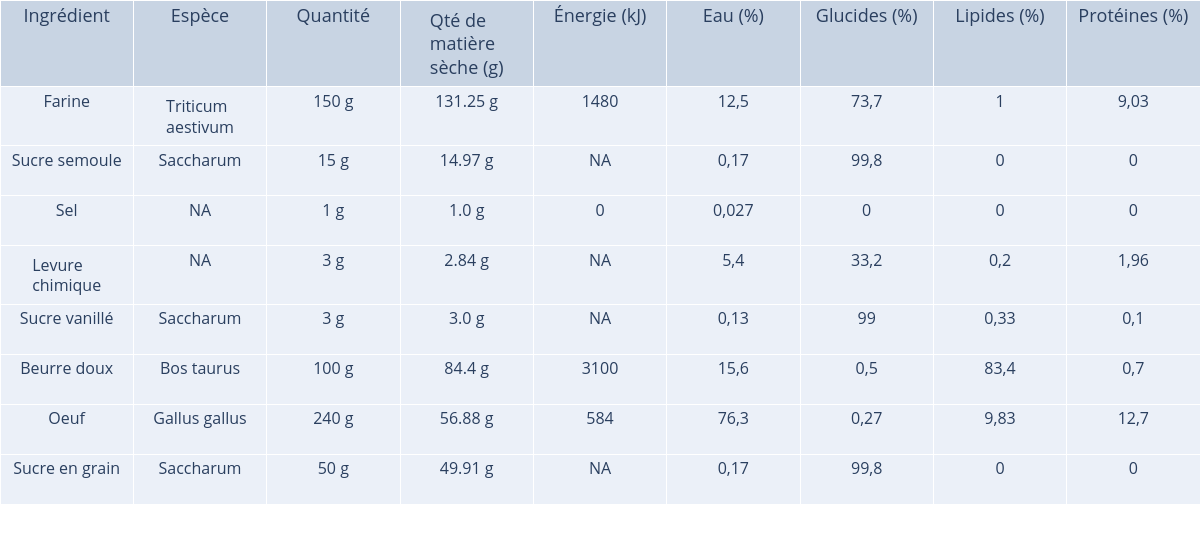 Ingrédient Espèce Quantité Qté de matière sèche (g) Énergie (kJ) Eau (%) Glucides (%) Lipides (%) Protéines (%)
Farine Triticum aestivum 150 g 131.25 g 1480 12,5 73,7 1 9,03
Sucre semoule Saccharum 15 g 14.97 g NA 0,17 99,8 0 0
Sel NA 1 g 1.0 g 0 0,027 0 0 0
Levure chimique NA 3 g 2.84 g NA 5,4 33,2 0,2 1,96
Sucre vanillé Saccharum 3 g 3.0 g NA 0,13 99 0,33 0,1
Beurre doux Bos taurus 100 g 84.4 g 3100 15,6 0,5 83,4 0,7
Oeuf Gallus gallus 240 g 56.88 g 584 76,3 0,27 9,83 12,7
Sucre en grain Saccharum 50 g 49.91 g NA 0,17 99,8 0 0